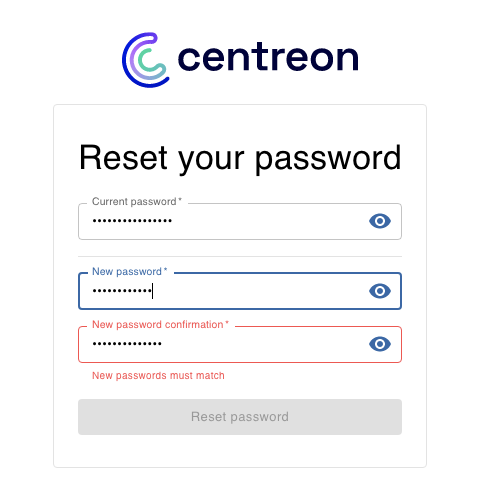 centreon
Reset your password
Current password *
••••••••••••••••
New password *
••••••••••••
New password confirmation *
••••••••••••••
New passwords must match
Reset password